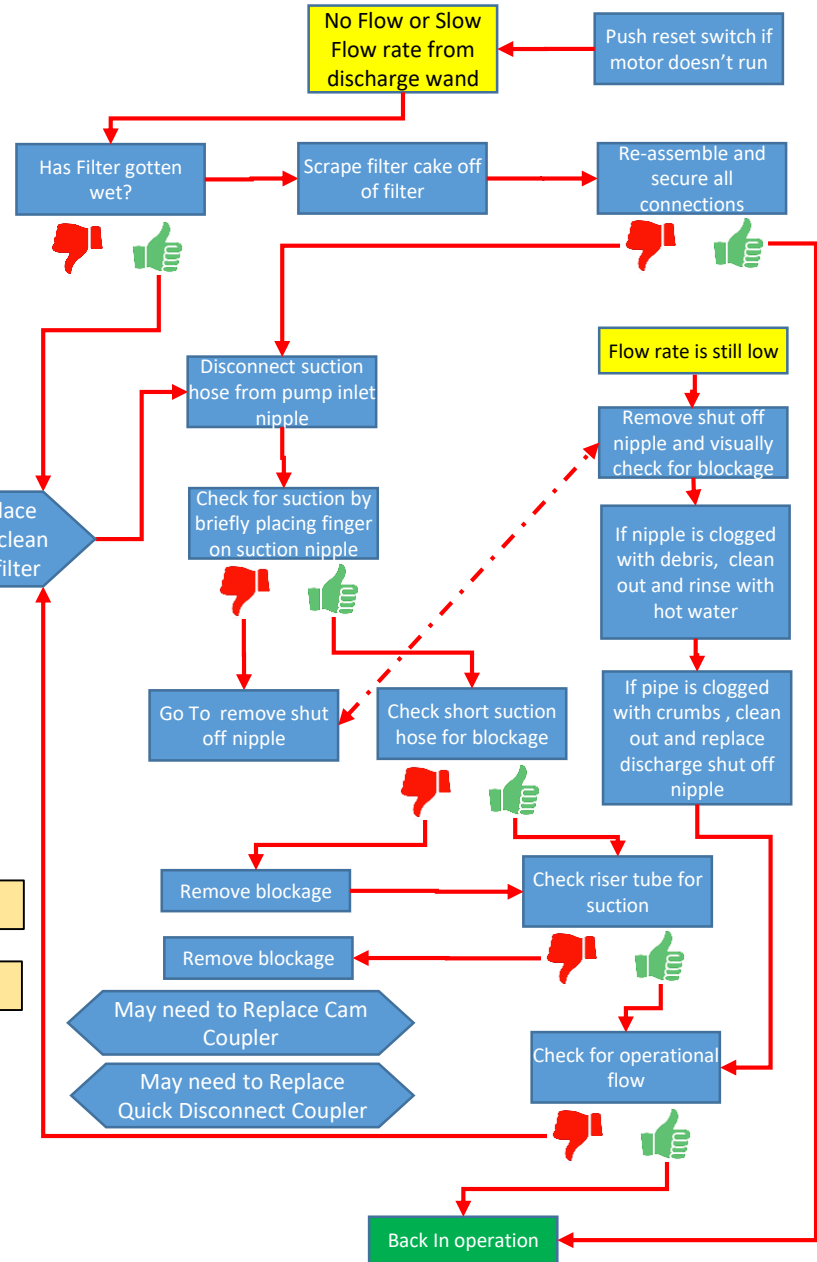 No Flow or Slow
Flow rate from
discharge wand
Push reset switch if
motor doesn't run
Has Filter gotten
wet?
Scrape filter cake off
of filter
Re-assemble and
secure all
connections
Disconnect suction
hose from pump inlet
nipple
Flow rate is still low
Remove shut off
nipple and visually
check for blockage
Check for suction by
briefly placing finger
on suction nipple
clean
filter
If nipple is clogged
with debris, clean
out and rinse with
hot water
Go To remove shut
off nipple
Check short suction
hose for blockage
If pipe is clogged
with crumbs , clean
out and replace
discharge shut off
nipple
Remove blockage
Check riser tube for
suction
Remove blockage
May need to Replace Cam
Coupler
May need to Replace
Quick Disconnect Coupler
Check for operational
flow
Back In operation